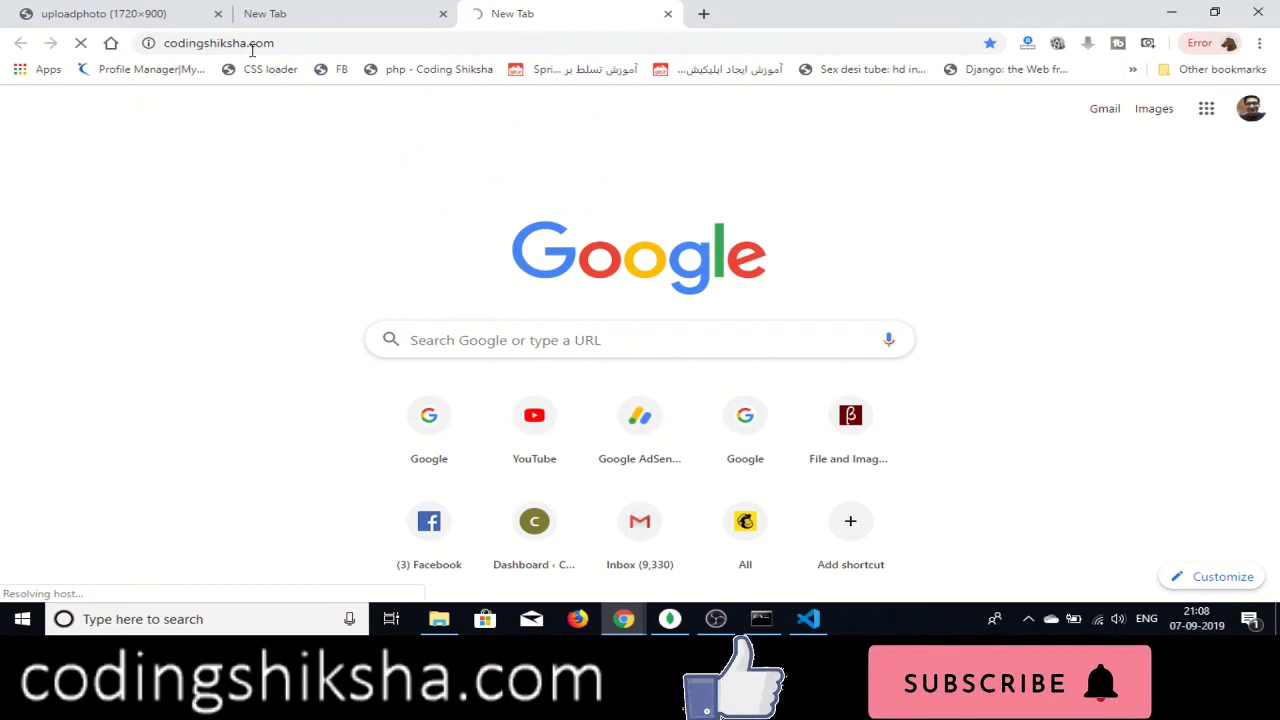 uploadphoto (1720×900)
New Tab
New Tab
codingshiksha.com
Error
Apps
Profile Manager|My...
CSS loader
FB
php - Coding Shiksha
آموزش تسلط بر Spri...
آموزش ایجاد اپلیکیش...
Sex desi tube: hd in...
Django: the Web fr...
»
Other bookmarks
Gmail
Images
Google
Search Google or type a URL
Google
YouTube
Google AdSen...
Google
File and Imag...
(3) Facebook
C
Dashboard ‹ C...
Inbox (9,330)
All
Add shortcut
Customize
Resolving host...
Type here to search
ENG
21:08
07-09-2019
1
codingshiksha.com
SUBSCRIBE